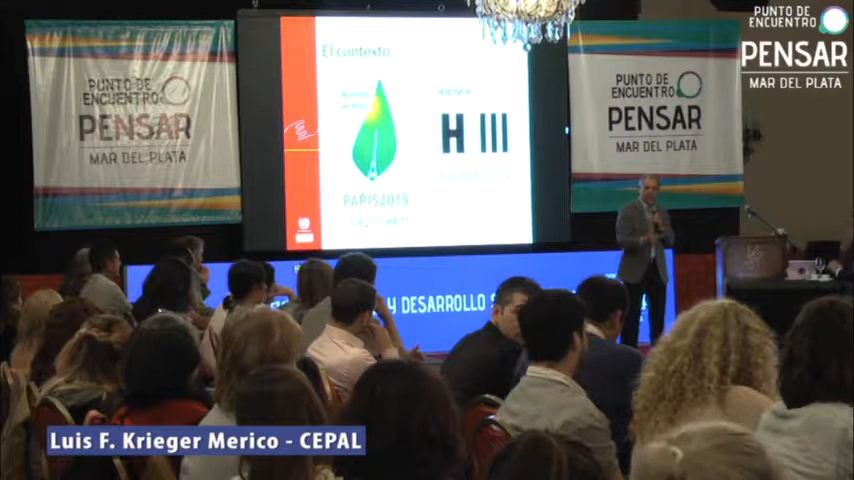 PUNTO DE
ENCUENTRO
PENSAR
MAR DEL PLATA
El contexto
PARIS2015
H III
PUNTO DE
ENCUENTRO
PENSAR
MAR DEL PLATA
PUNTO DE
ENCUENTRO
PENSAR
MAR DEL PLATA
Y DESARROLLO
Luis F. Krieger Merico - CEPAL